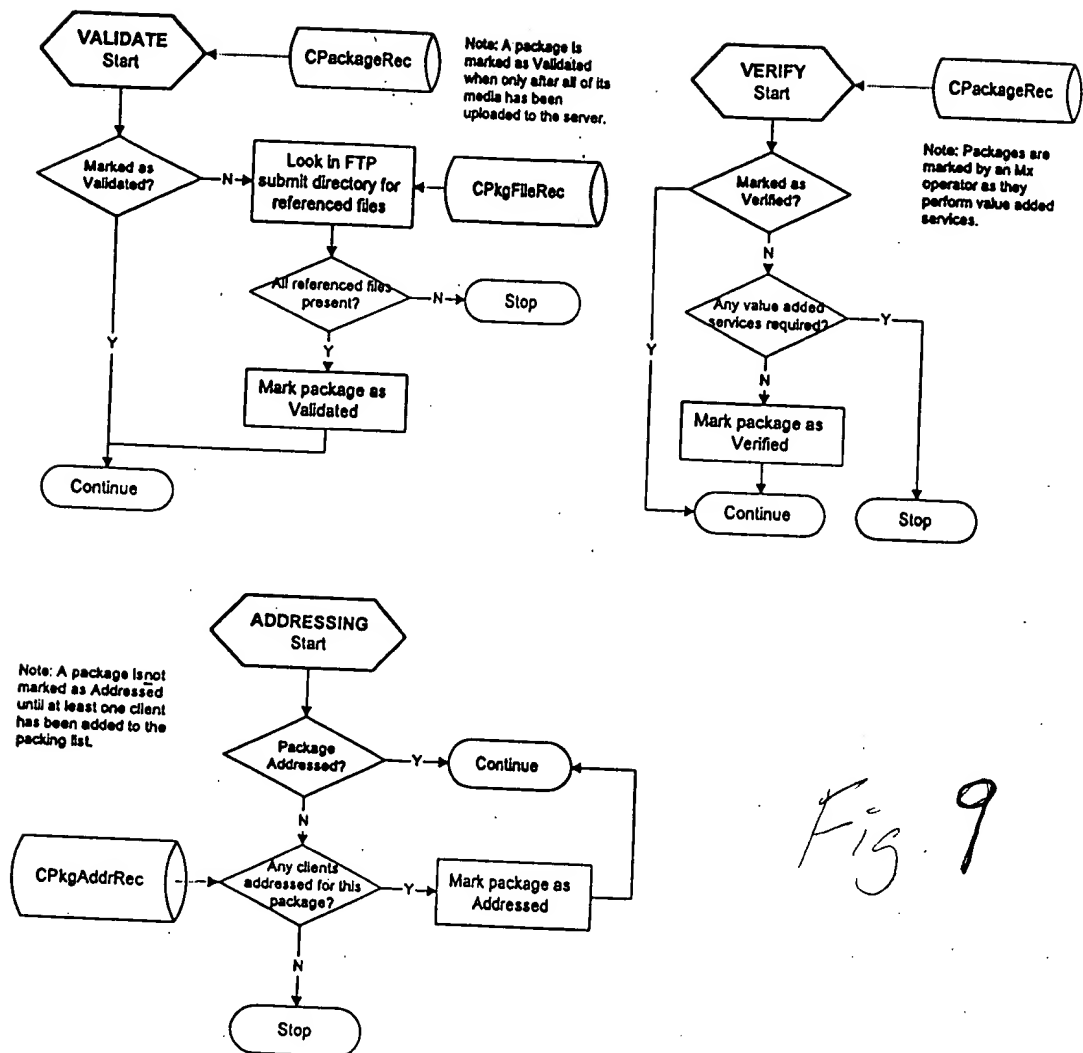 VALIDATE
Start
CPackageRec
Note: A package is
marked as Validated
when only after all of its
media has been
uploaded to the server.
Marked as
Validated?
N
Look in FTP
submit directory for
referenced files
CPkgFileRec
All referenced files
present?
N
Stop
Y
Y
Mark package as
Validated
Continue
VERIFY
Start
CPackageRec
Note: Packages are
marked by an Mx
operator as they
perform value added
services.
Marked as
Verified?
N
Any value added
services required?
Y
Y
N
Mark package as
Verified
Continue
Stop
ADDRESSING
Start
Note: A package is not
marked as Addressed
until at least one client
has been added to the
packing list.
Package
Addressed?
Y
Continue
N
CPkgAddrRec
Any clients
addressed for this
package?
Y
Mark package as
Addressed
N
Stop
Fig. 9